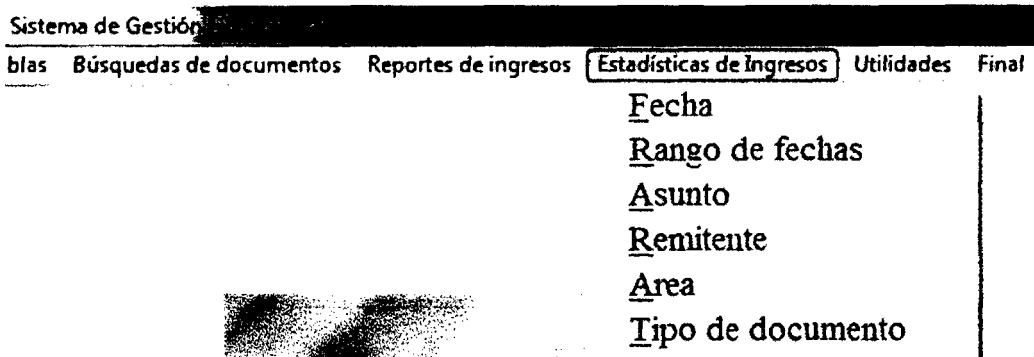 Sistema de Gestión
blas Búsquedas de documentos Reportes de ingresos Estadísticas de Ingresos Utilidades Final
Fecha
Rango de fechas
Asunto
Remitente
Area
Tipo de documento